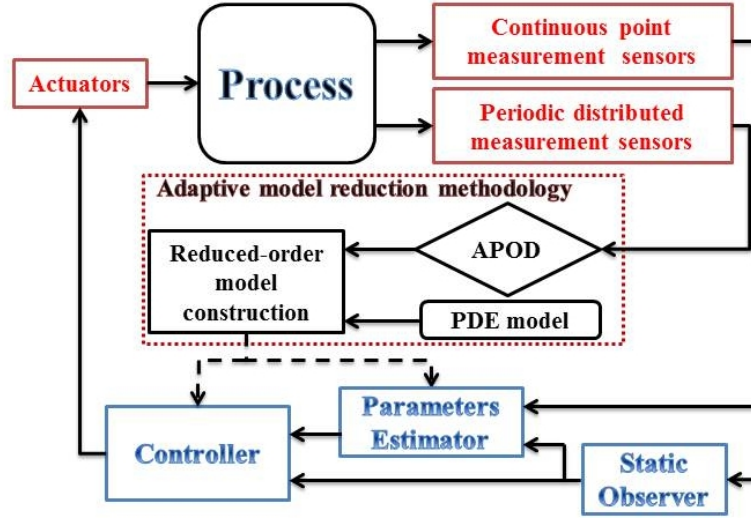 Continuous point
measurement sensors
Actuators
Process
Periodic distributed
measurement sensors
Adaptive model reduction methodology
Reduced-order
model
construction
APOD
PDE model
Parameters
Estimator
Controller
Static
Observer